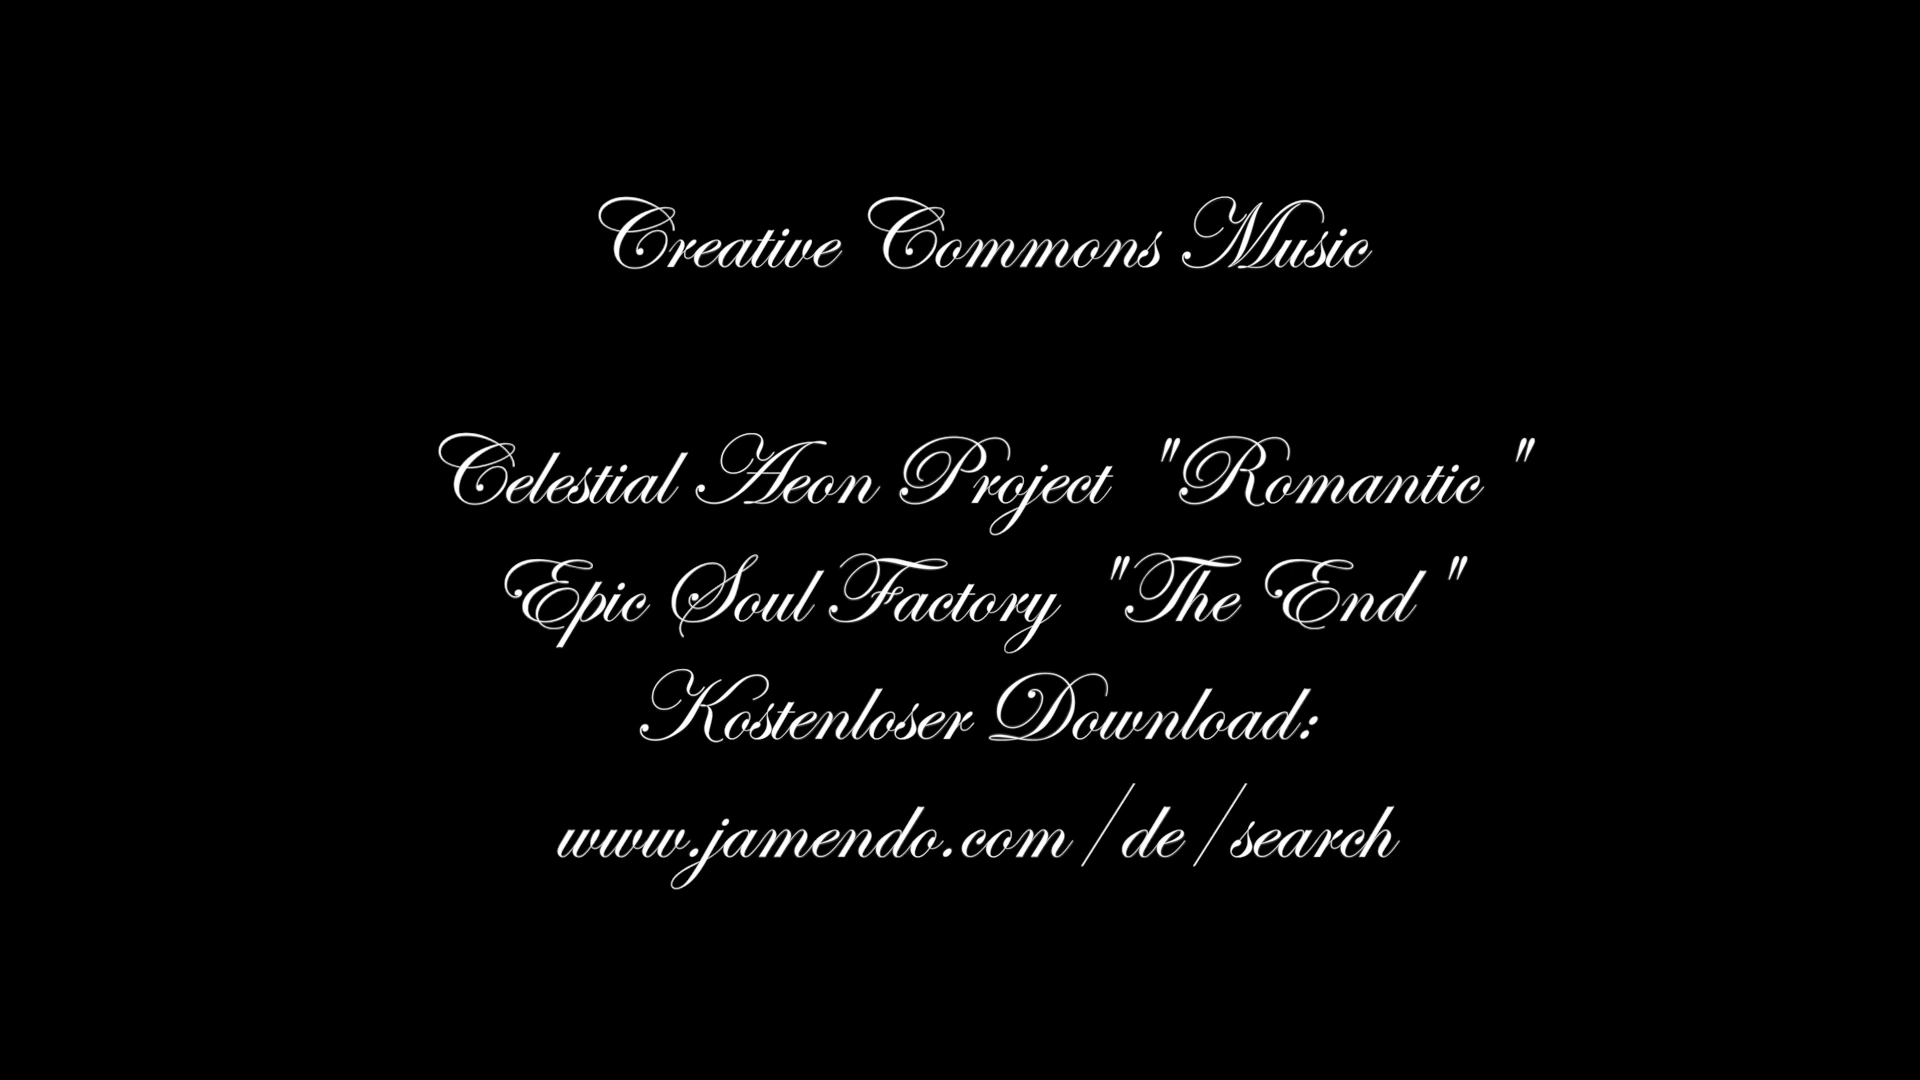 Creative Commons Music
Celestial Aeon Project "Romantic"
Epic Soul Factory "The End"
Kostenloser Download:
www.jamendo.com/de/search